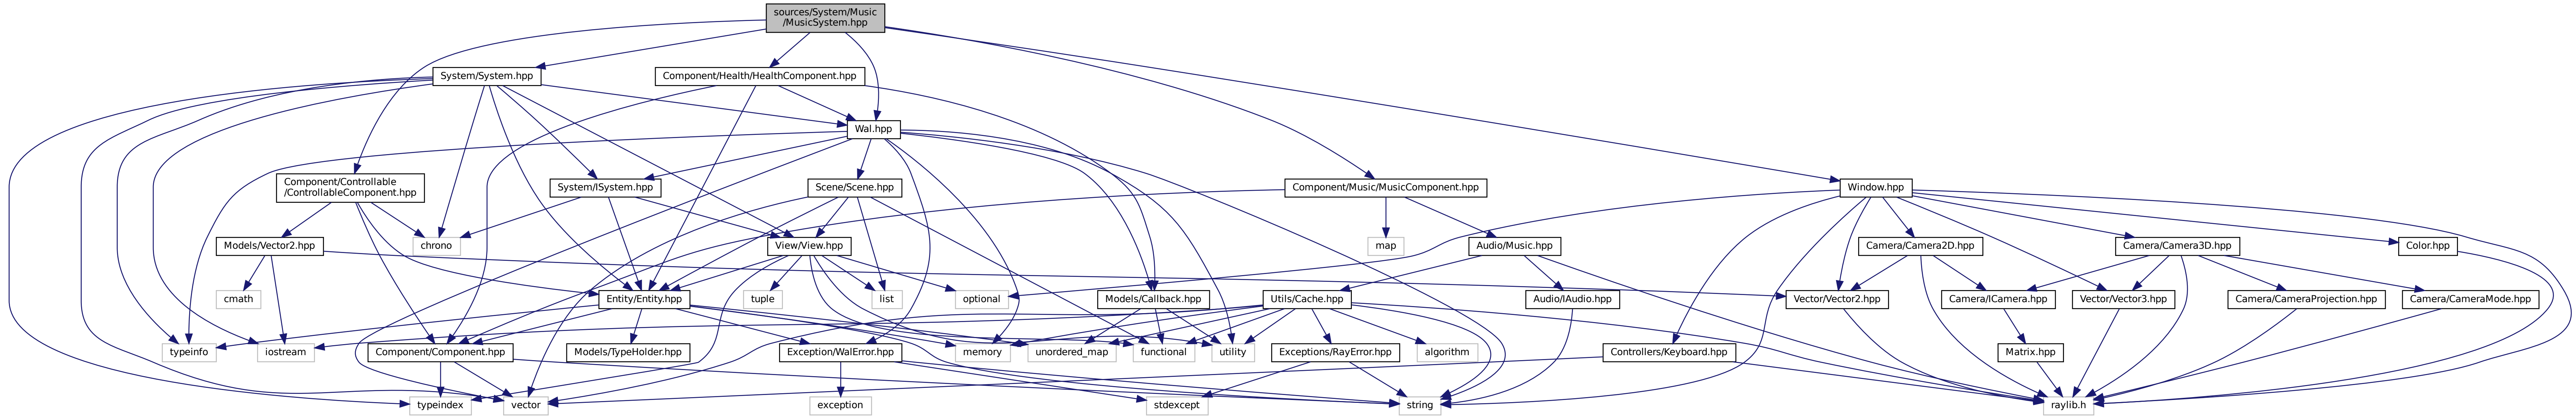 sources/System/Music
/MusicSystem.hpp
System/System.hpp
Component/Health/HealthComponent.hpp
Wal.hpp
Component/Controllable
/ControllableComponent.hpp
System/ISystem.hpp
Scene/Scene.hpp
Component/Music/MusicComponent.hpp
Window.hpp
Models/Vector2.hpp
chrono
View/View.hpp
map
Audio/Music.hpp
Camera/Camera2D.hpp
Camera/Camera3D.hpp
Color.hpp
cmath
Entity/Entity.hpp
tuple
list
optional
Models/Callback.hpp
Utils/Cache.hpp
Audio/IAudio.hpp
Vector/Vector2.hpp
Camera/ICamera.hpp
Vector/Vector3.hpp
Camera/CameraProjection.hpp
Camera/CameraMode.hpp
typeinfo
iostream
Component/Component.hpp
Models/TypeHolder.hpp
Exception/WalError.hpp
memory
unordered_map
functional
utility
Exceptions/RayError.hpp
algorithm
Controllers/Keyboard.hpp
Matrix.hpp
typeindex
vector
exception
stdexcept
string
raylib.h